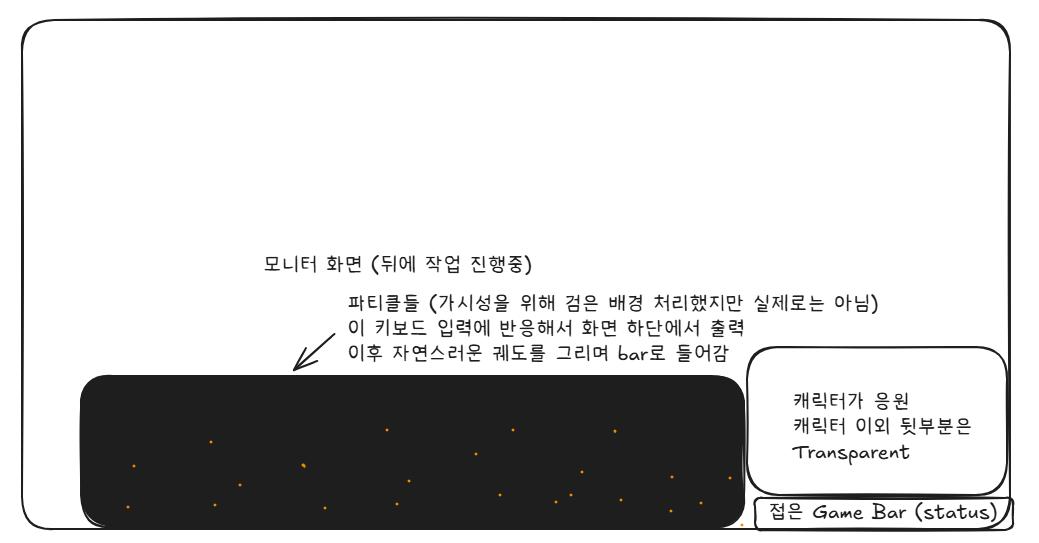 모니터 화면 (뒤에 작업 진행중)
파티클들 (가시성을 위해 검은 배경 처리했지만 실제로는 아님)
이 키보드 입력에 반응해서 화면 하단에서 출력
이후 자연스러운 궤도를 그리며 bar로 들어감
캐릭터가 응원
캐릭터 이외 뒷부분은
Transparent
접은 Game Bar (status)